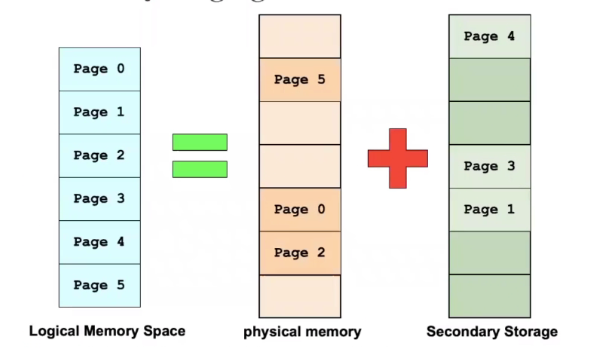 Page 0
Page 1
Page 2
Page 3
Page 4
Page 5
Logical Memory Space
Page 5
Page 0
Page 2
physical memory
Page 4
Page 3
Page 1
Secondary Storage